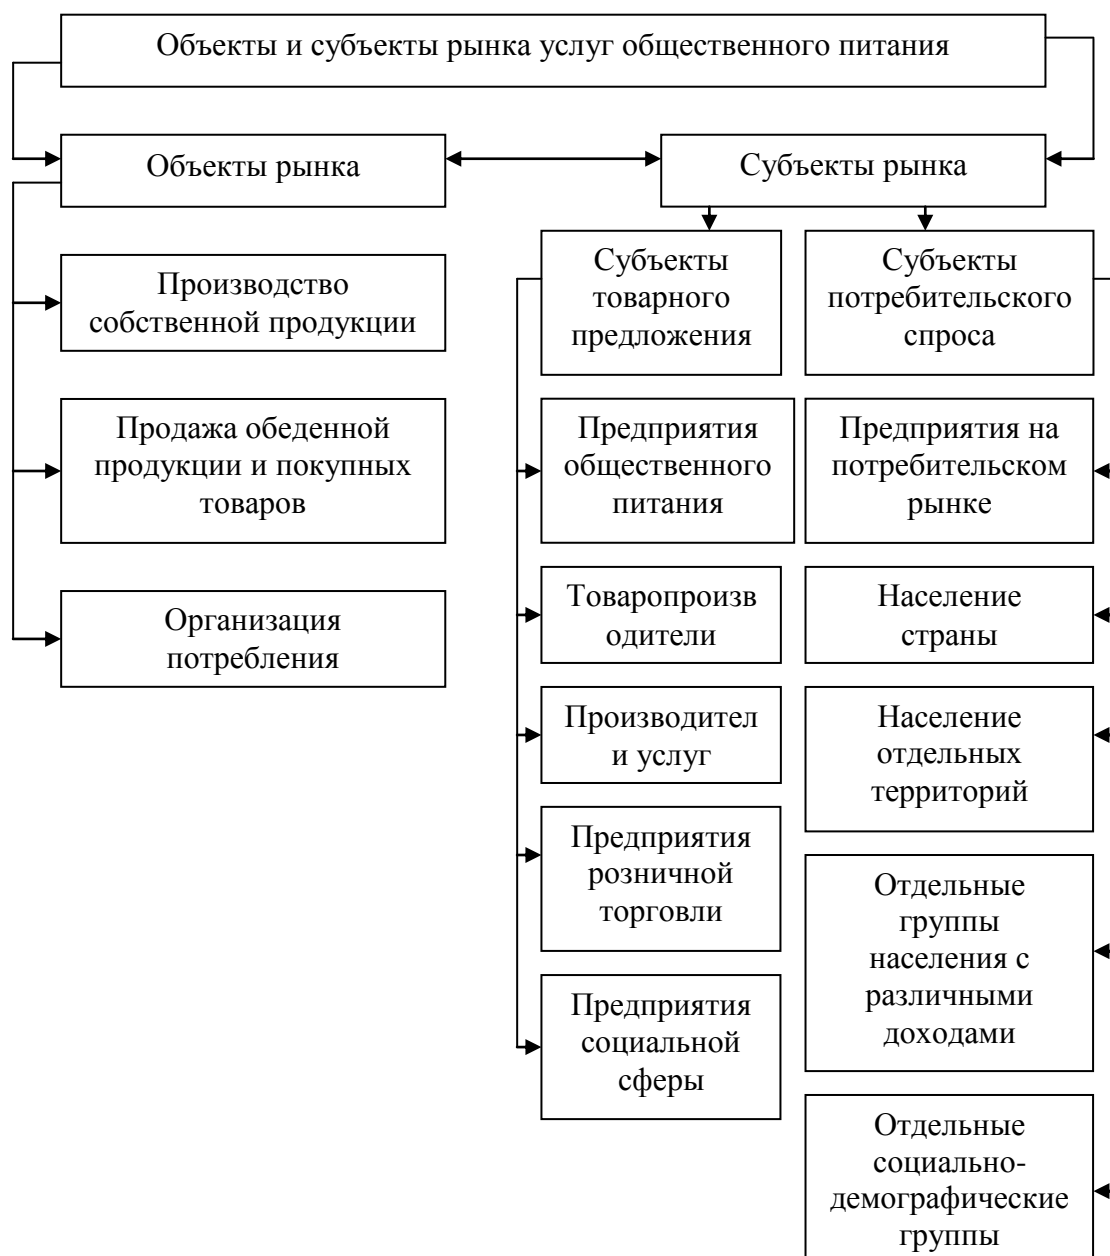 Объекты и субъекты рынка услуг общественного питания
Объекты рынка
Субъекты рынка
Производство
собственной продукции
Продажа обеденной
продукции и покупных
товаров
Организация
потребления
Субъекты
товарного
предложения
Предприятия
общественного
питания
Товаропроизв
одители
Производител
и услуг
Предприятия
розничной
торговли
Предприятия
социальной
сферы
Субъекты
потребительского
спроса
Предприятия на
потребительском
рынке
Население
страны
Население
отдельных
территорий
Отдельные
группы
населения с
различными
доходами
Отдельные
социально-
демографические
группы